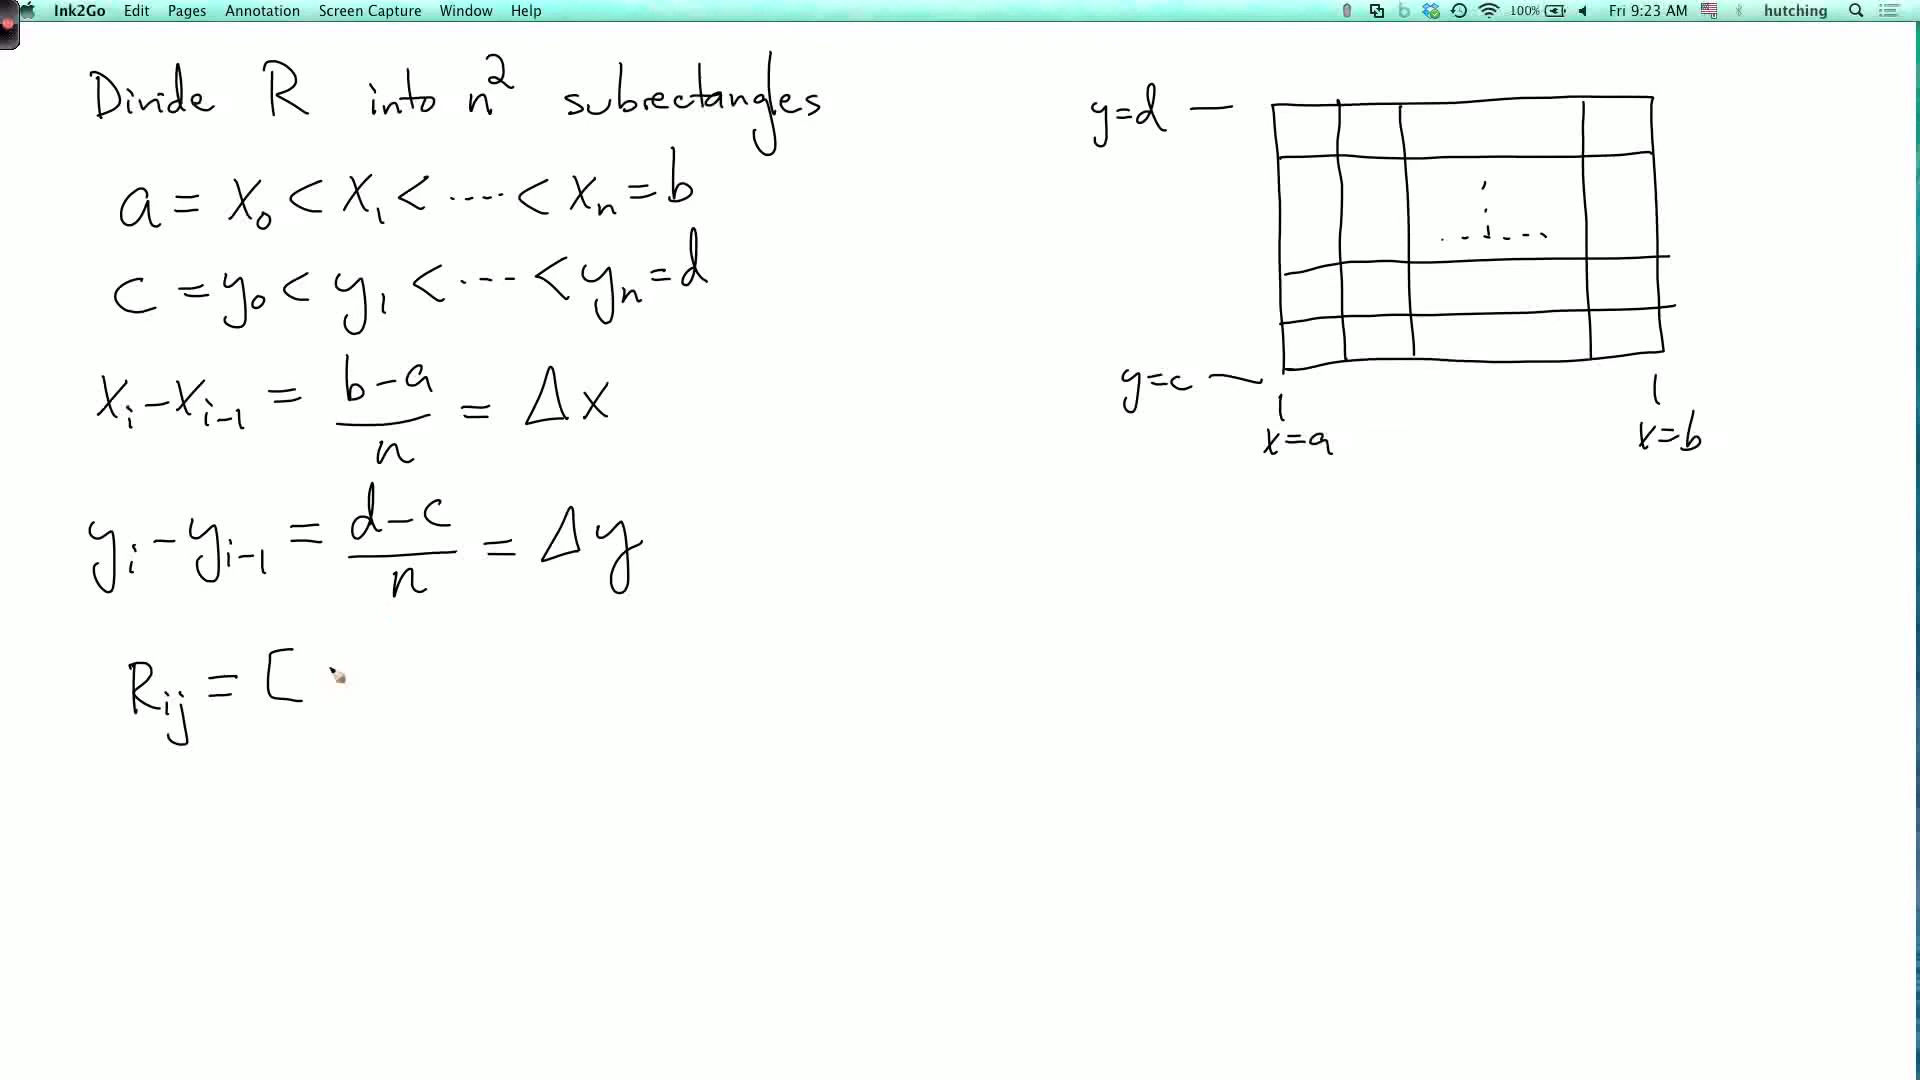 Ink2Go Edit Pages Annotation Screen Capture Window Help 100% Fri 9:23 AM hutching
Divide R into n² subrectangles
a = x₀ < x₁ < ····· < xₙ = b
c = y₀ < y₁ < ···· < yₙ = d
xᵢ − xᵢ₋₁ = (b − a)/n = Δx
yᵢ − yᵢ₋₁ = (d − c)/n = Δy
Rᵢⱼ = [
y=d
y=c
x=a
x=b